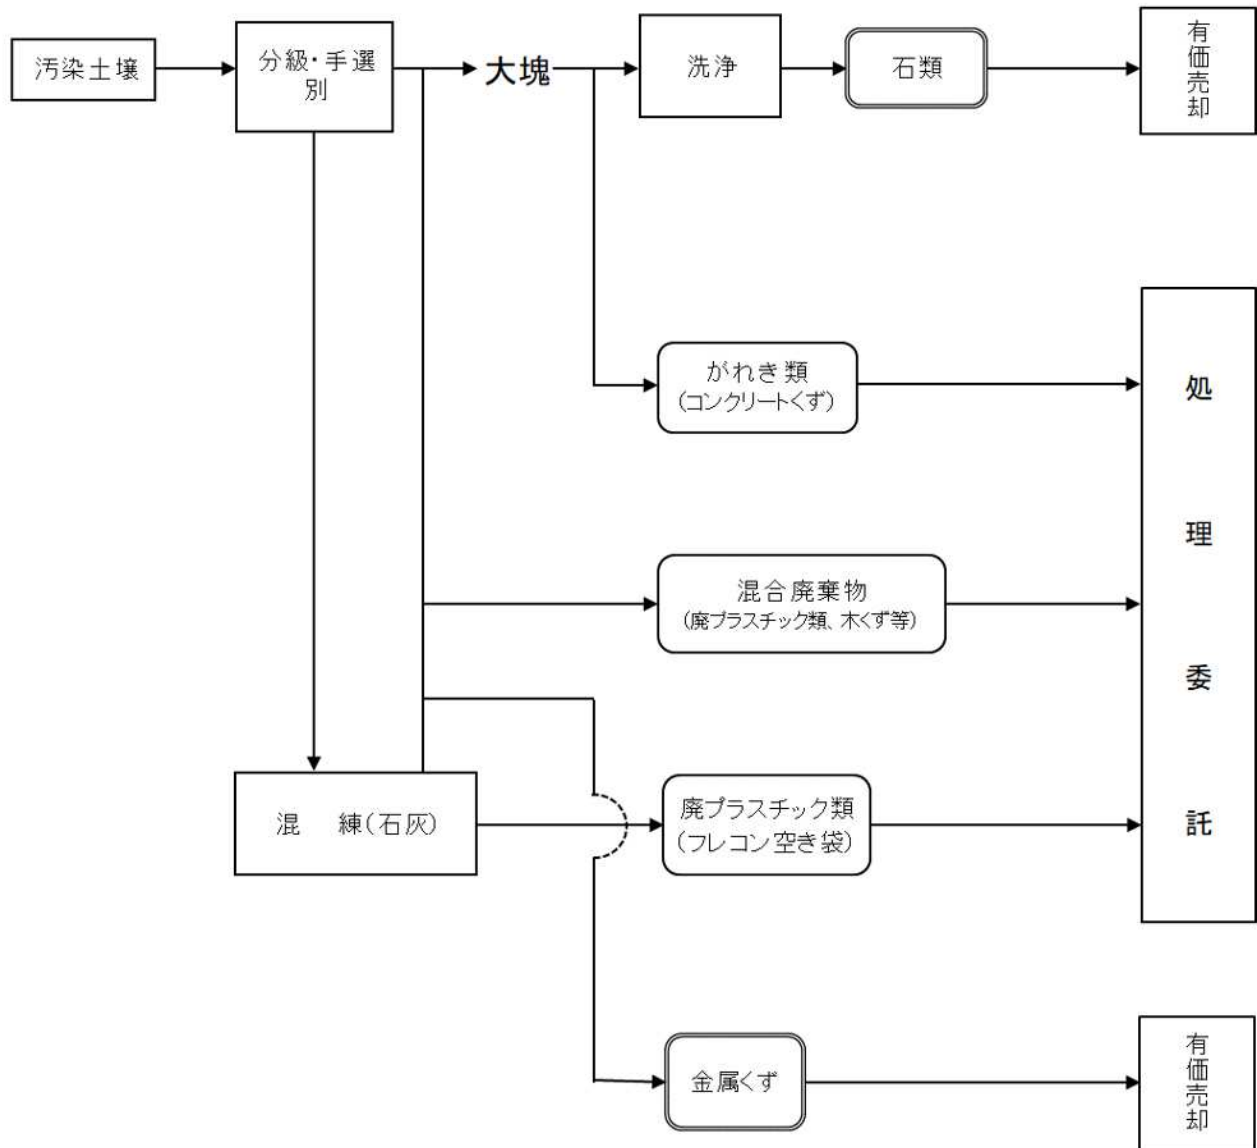 汚染土壌
分級・手選
別
大塊
洗浄
石類
有価売却
がれき類
(コンクリートくず)
混合廃棄物
(廃プラスチック類、木くず等)
混 練(石灰)
廃プラスチック類
(フレコン空き袋)
処理委託
金属くず
有価売却